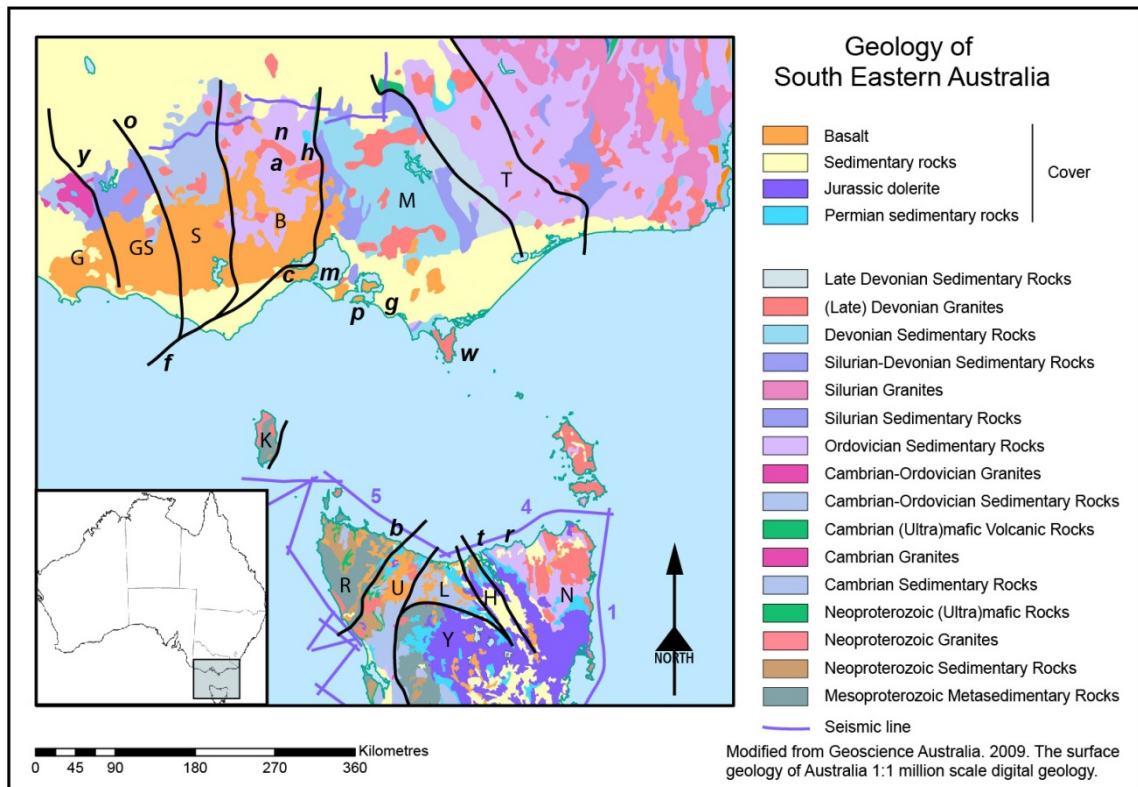 Geology of
South Eastern Australia
Basalt
Sedimentary rocks
Jurassic dolerite
Permian sedimentary rocks
Cover
Late Devonian Sedimentary Rocks
(Late) Devonian Granites
Devonian Sedimentary Rocks
Silurian-Devonian Sedimentary Rocks
Silurian Granites
Silurian Sedimentary Rocks
Ordovician Sedimentary Rocks
Cambrian-Ordovician Granites
Cambrian-Ordovician Sedimentary Rocks
Cambrian (Ultra)mafic Volcanic Rocks
Cambrian Granites
Cambrian Sedimentary Rocks
Neoproterozoic (Ultra)mafic Rocks
Neoproterozoic Granites
Neoproterozoic Sedimentary Rocks
Mesoproterozoic Metasedimentary Rocks
Seismic line
Modified from Geoscience Australia. 2009. The surface
geology of Australia 1:1 million scale digital geology.
o
y
n
h
a
T
M
B
S
GS
G
c
m
p
g
f
w
K
5
4
b
t
r
R
U
L
H
N
Y
1
NORTH
Kilometres
0 45 90 180 270 360